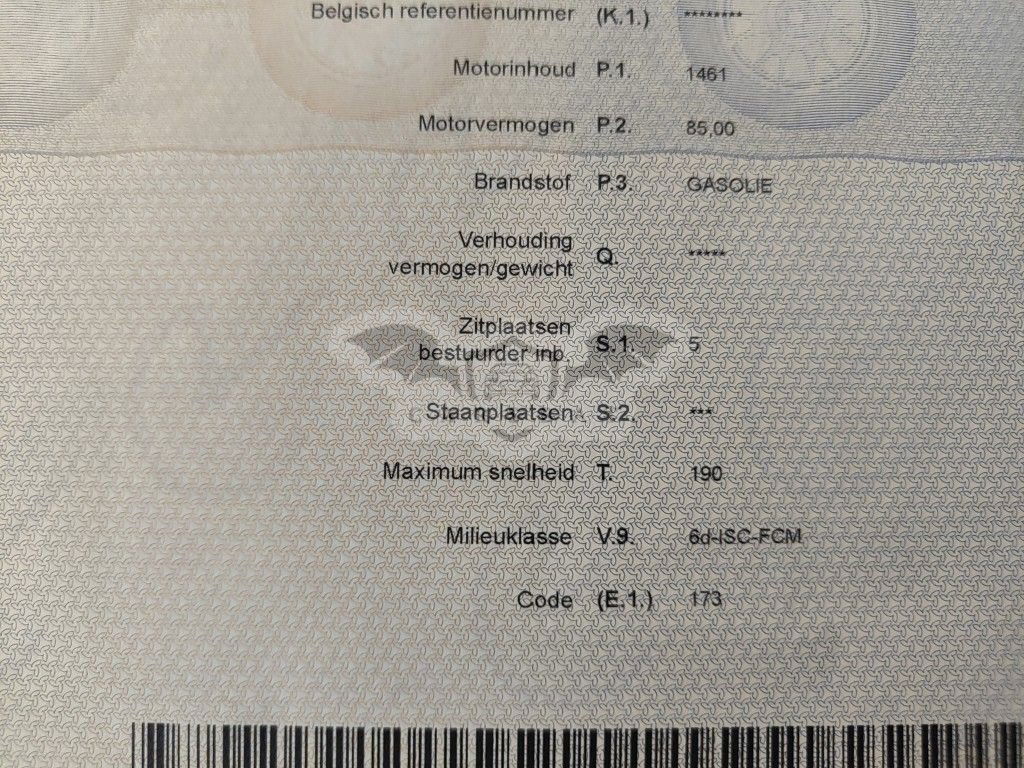 Belgisch referentienummer (K.1.) ********
Motorinhoud P.1. 1461
Motorvermogen P.2. 85,00
Brandstof P.3. GASOLIE
Verhouding
vermogen/gewicht Q. *****
Zitplaatsen
bestuurder inb. S.1. 5
Staanplaatsen S.2. ***
Maximum snelheid T. 190
Milieuklasse V.9. 6d-ISC-FCM
Code (E.1.) 173